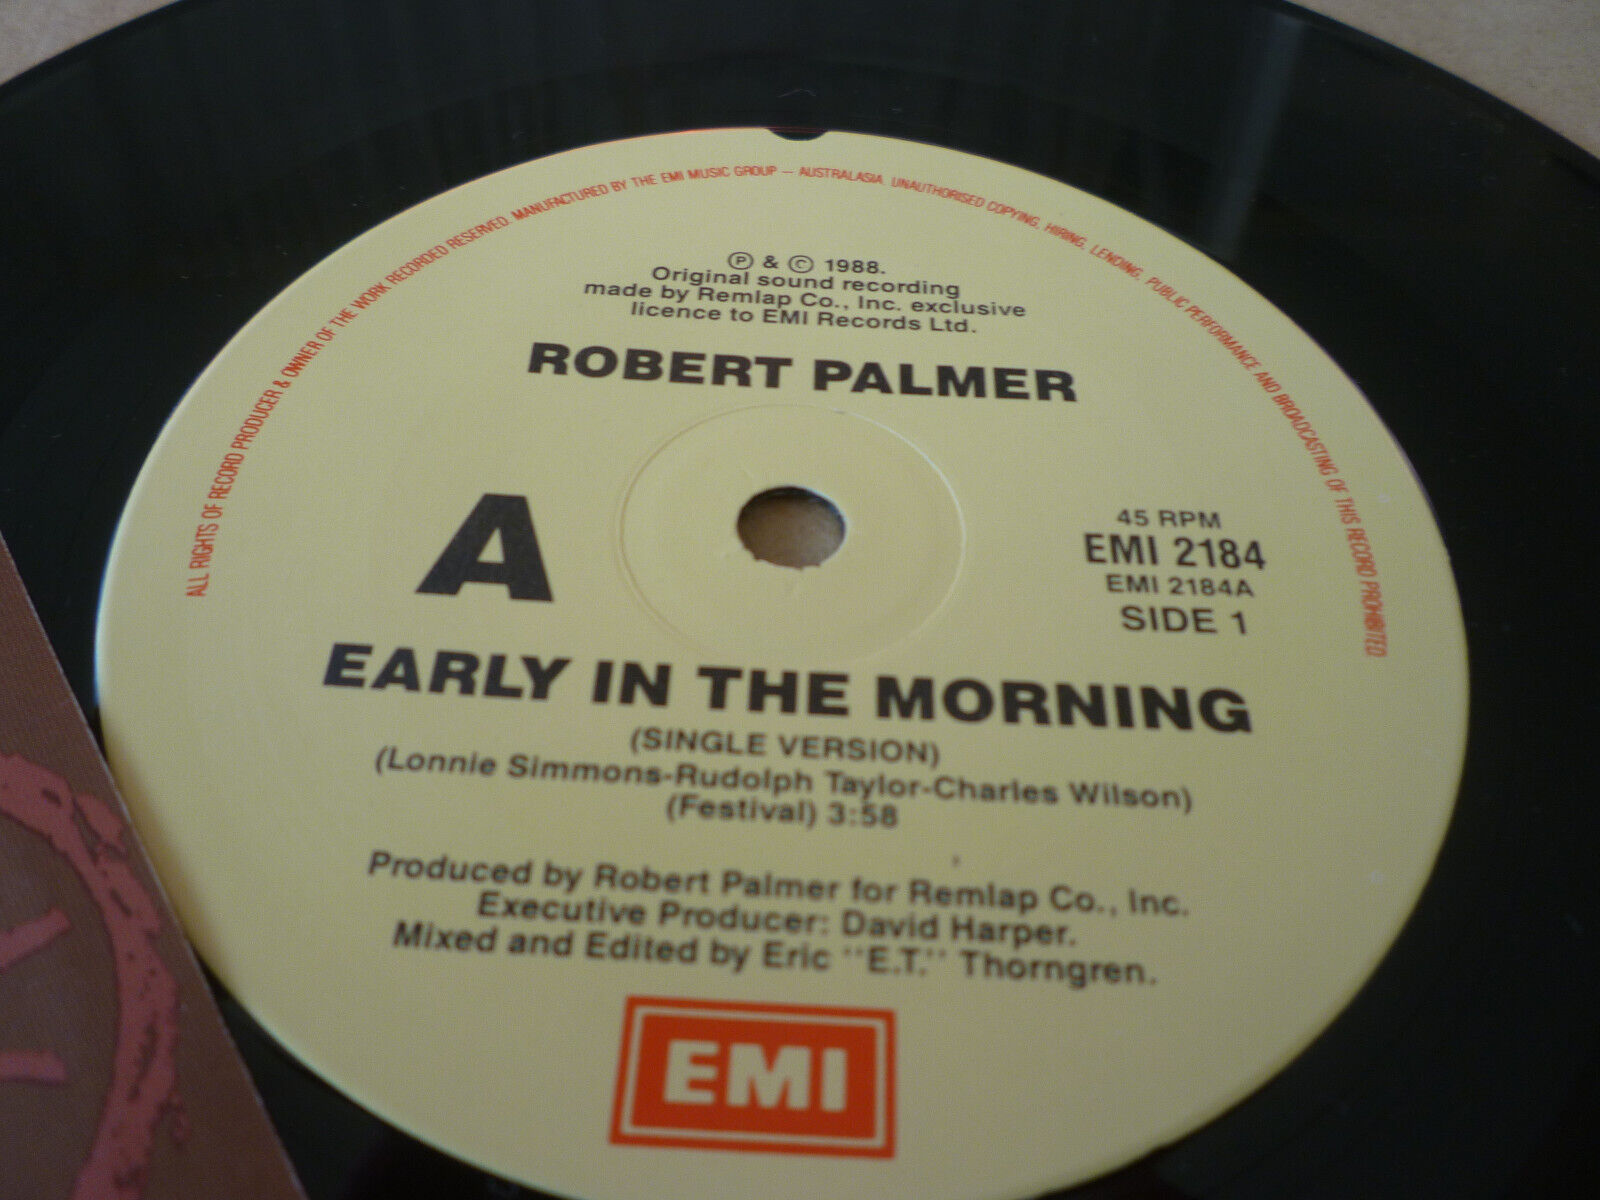 ALL RIGHTS OF RECORD PRODUCER & OWNER OF THE WORK RECORDED RESERVED. MANUFACTURED BY THE EMI MUSIC GROUP — AUSTRALASIA. UNAUTHORISED COPYING, HIRING, LENDING, PUBLIC PERFORMANCE AND BROADCASTING OF THIS RECORD PROHIBITED
Ⓟ & © 1988.
Original sound recording
made by Remlap Co., Inc. exclusive
licence to EMI Records Ltd.
ROBERT PALMER
A
45 RPM
EMI 2184
EMI 2184A
SIDE 1
EARLY IN THE MORNING
(SINGLE VERSION)
(Lonnie Simmons-Rudolph Taylor-Charles Wilson)
(Festival) 3:58
Produced by Robert Palmer for Remlap Co., Inc.
Executive Producer: David Harper.
Mixed and Edited by Eric "E.T." Thorngren.
EMI